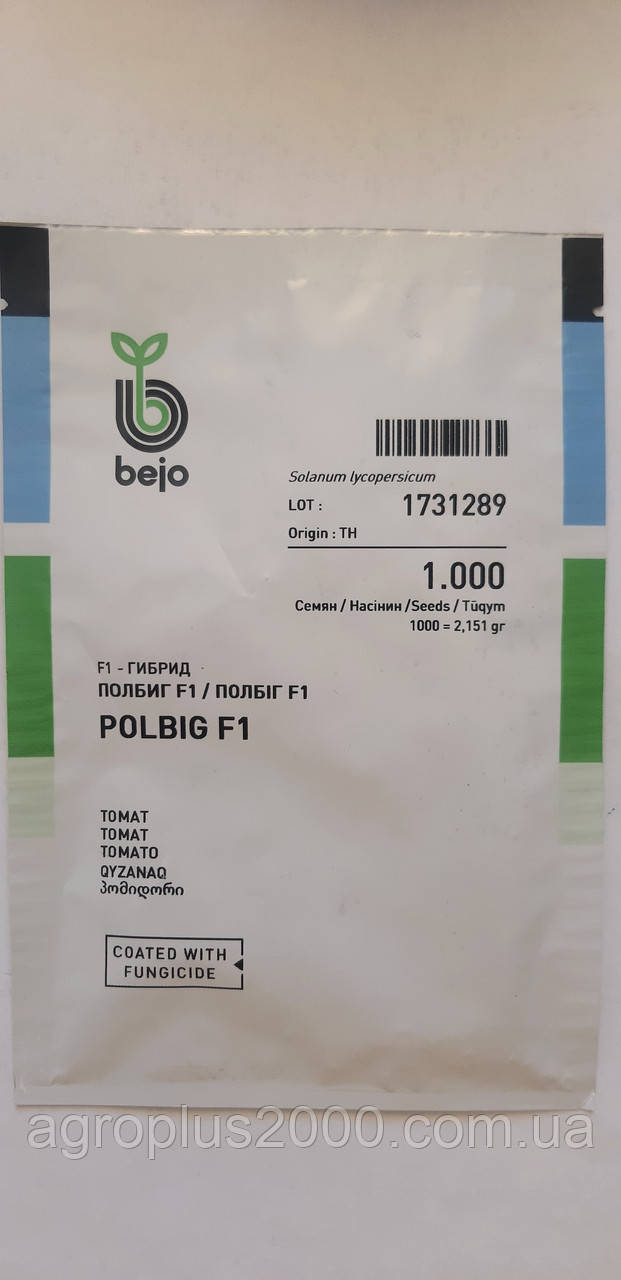 bejo
Solanum lycopersicum
LOT : 1731289
Origin : TH
1.000
Семян / Насінин /Seeds / Tūqym
1000 = 2,151 gr
F1 - ГИБРИД
ПОЛБИГ F1 / ПОЛБІГ F1
POLBIG F1
ТОМАТ
ТОМАТ
TOMATO
QYZANAQ
პომიდორი
COATED WITH
FUNGICIDE
agroplus2000.com.ua